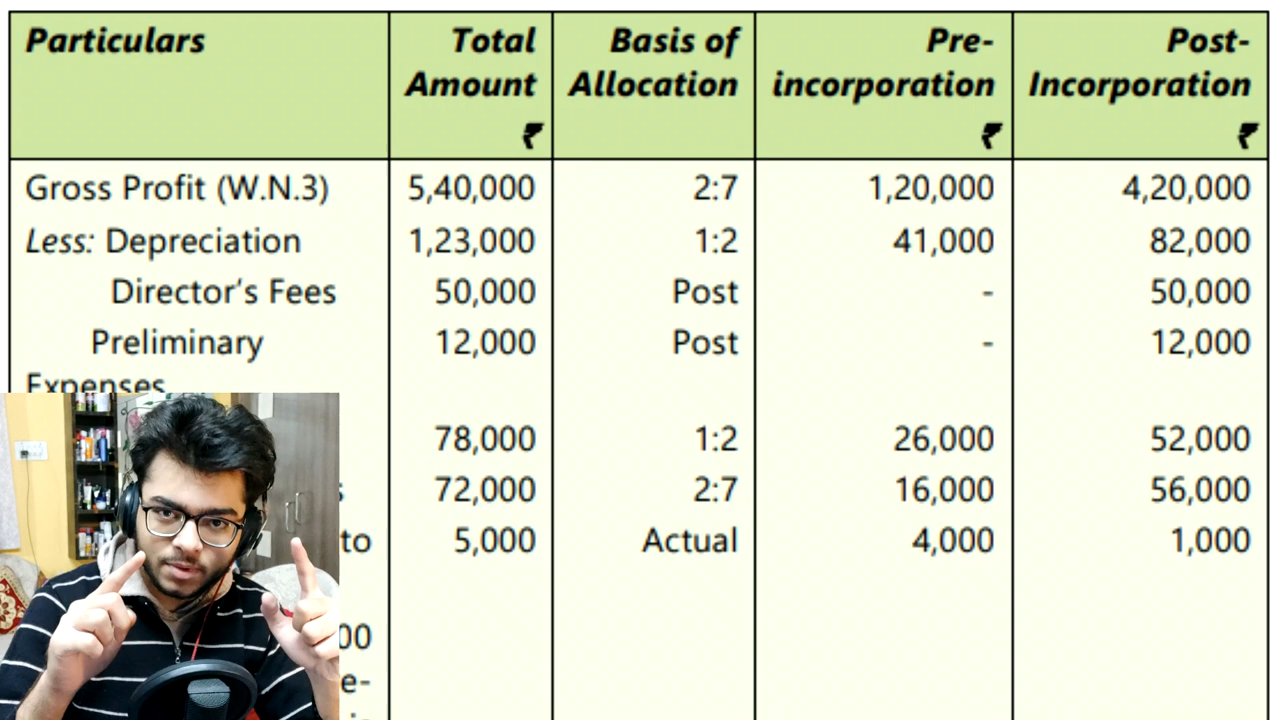 Particulars Total Basis of Pre- Post-
Amount Allocation incorporation Incorporation
₹ ₹ ₹
Gross Profit (W.N.3) 5,40,000 2:7 1,20,000 4,20,000
Less: Depreciation 1,23,000 1:2 41,000 82,000
Director’s Fees 50,000 Post - 50,000
Preliminary 12,000 Post - 12,000
Expenses
78,000 1:2 26,000 52,000
s 72,000 2:7 16,000 56,000
to 5,000 Actual 4,000 1,000
00
e-